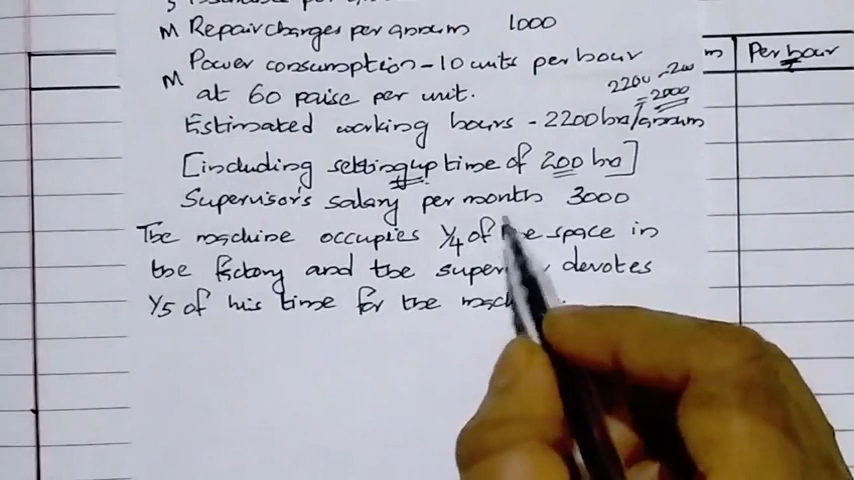 M Repair charges per annum 1000
Per hour
M Power consumption - 10 units per hour
at 60 paise per unit.
2200 - 200
= 2000
Estimated working hours - 2200 hrs/annum
[including setting up time of 200 hrs]
Supervisor's salary per month 3000
The machine occupies 1/4 of the space in
the factory and the devotes
1/5 of his time for the